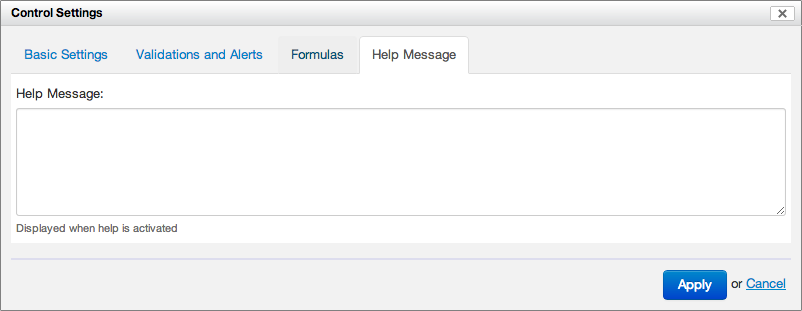 Control Settings
Basic Settings Validations and Alerts Formulas Help Message
Help Message:
Displayed when help is activated
Apply or Cancel